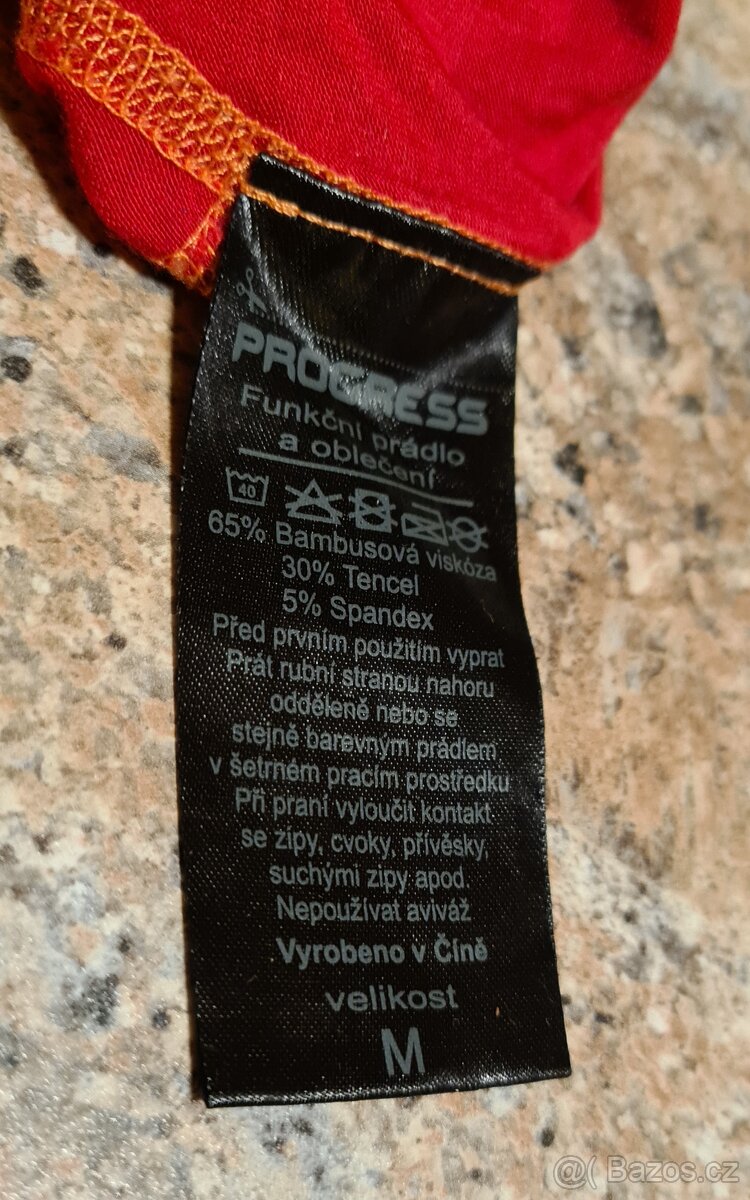 PROGRESS
Funkční prádlo
a oblečení
40
65% Bambusová viskóza
30% Tencel
5% Spandex
Před prvním použitím vyprat
Prát rubní stranou nahoru
odděleně nebo se
stejně barevným prádlem
v šetrném pracím prostředku
Při praní vyloučit kontakt
se zipy, cvoky, přívěsky,
suchými zipy apod.
Nepoužívat aviváž
Vyrobeno v Číně
velikost
M
@( Bazos.cz